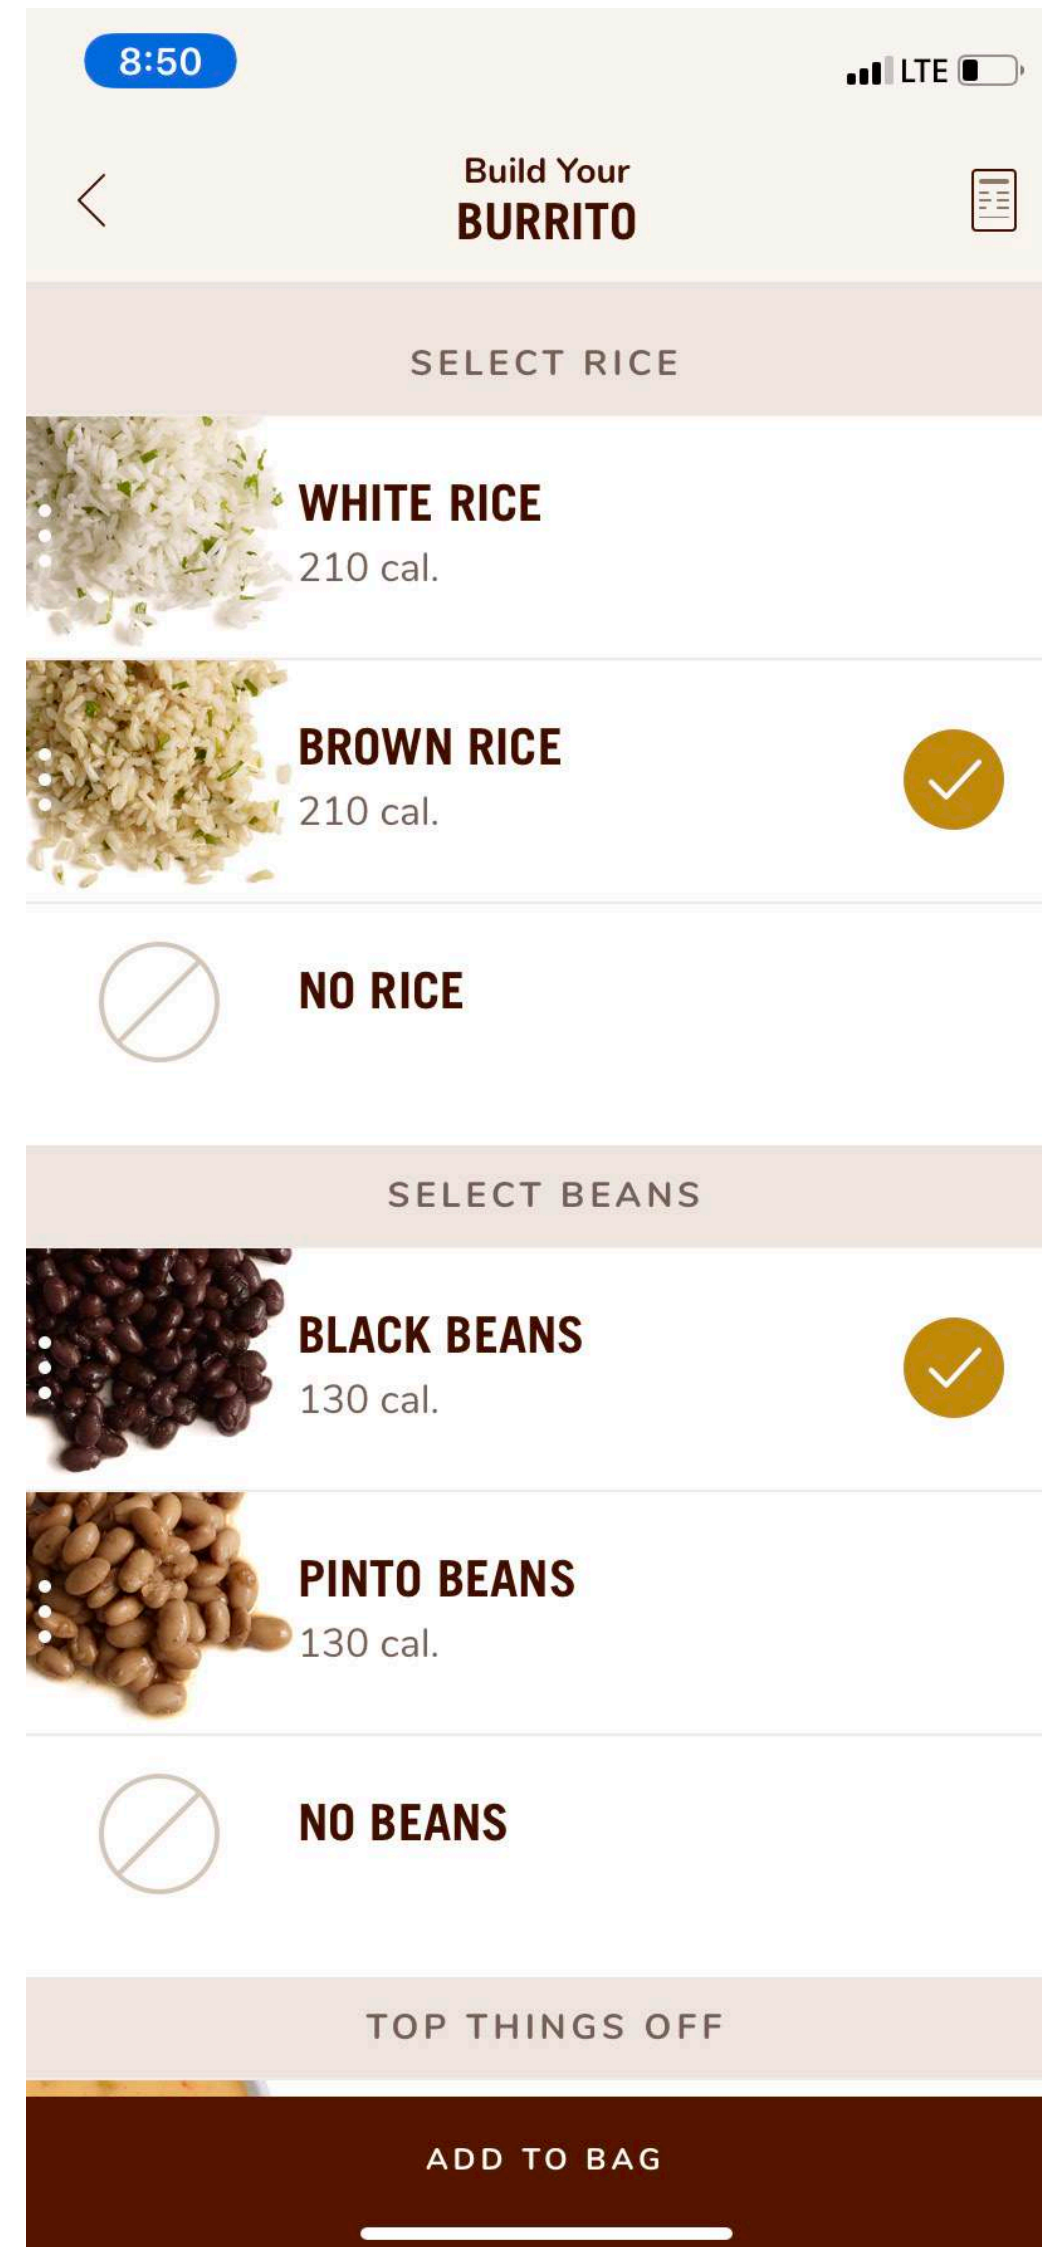 8:50
LTE
Build Your
BURRITO
SELECT RICE
WHITE RICE
210 cal.
BROWN RICE
210 cal.
NO RICE
SELECT BEANS
BLACK BEANS
130 cal.
PINTO BEANS
130 cal.
NO BEANS
TOP THINGS OFF
ADD TO BAG